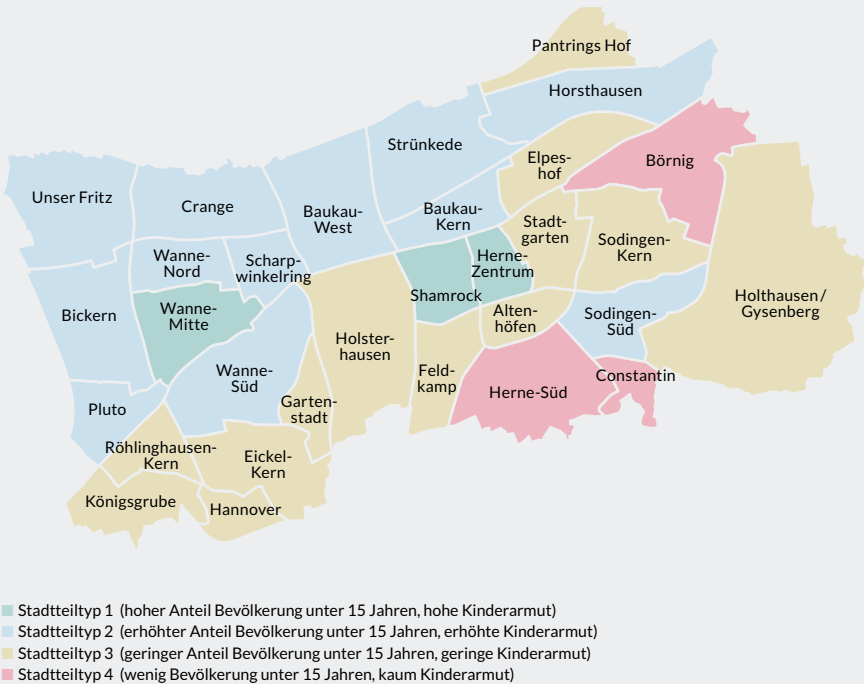 Pantrings Hof
Horsthausen
Strünkede
Elpes-
hof
Börnig
Unser Fritz
Crange
Baukau-
West
Baukau-
Kern
Stadt-
garten
Sodingen-
Kern
Wanne-
Nord
Scharp-
winkelring
Herne-
Zentrum
Shamrock
Holthausen/
Gysenberg
Bickern
Wanne-
Mitte
Alten-
höfen
Sodingen-
Süd
Holster-
hausen
Wanne-
Süd
Feld-
kamp
Constantin
Herne-Süd
Pluto
Garten-
stadt
Röhlinghausen-
Kern
Eickel-
Kern
Königsgrube
Hannover
Stadtteiltyp 1 (hoher Anteil Bevölkerung unter 15 Jahren, hohe Kinderarmut)
Stadtteiltyp 2 (erhöhter Anteil Bevölkerung unter 15 Jahren, erhöhte Kinderarmut)
Stadtteiltyp 3 (geringer Anteil Bevölkerung unter 15 Jahren, geringe Kinderarmut)
Stadtteiltyp 4 (wenig Bevölkerung unter 15 Jahren, kaum Kinderarmut)